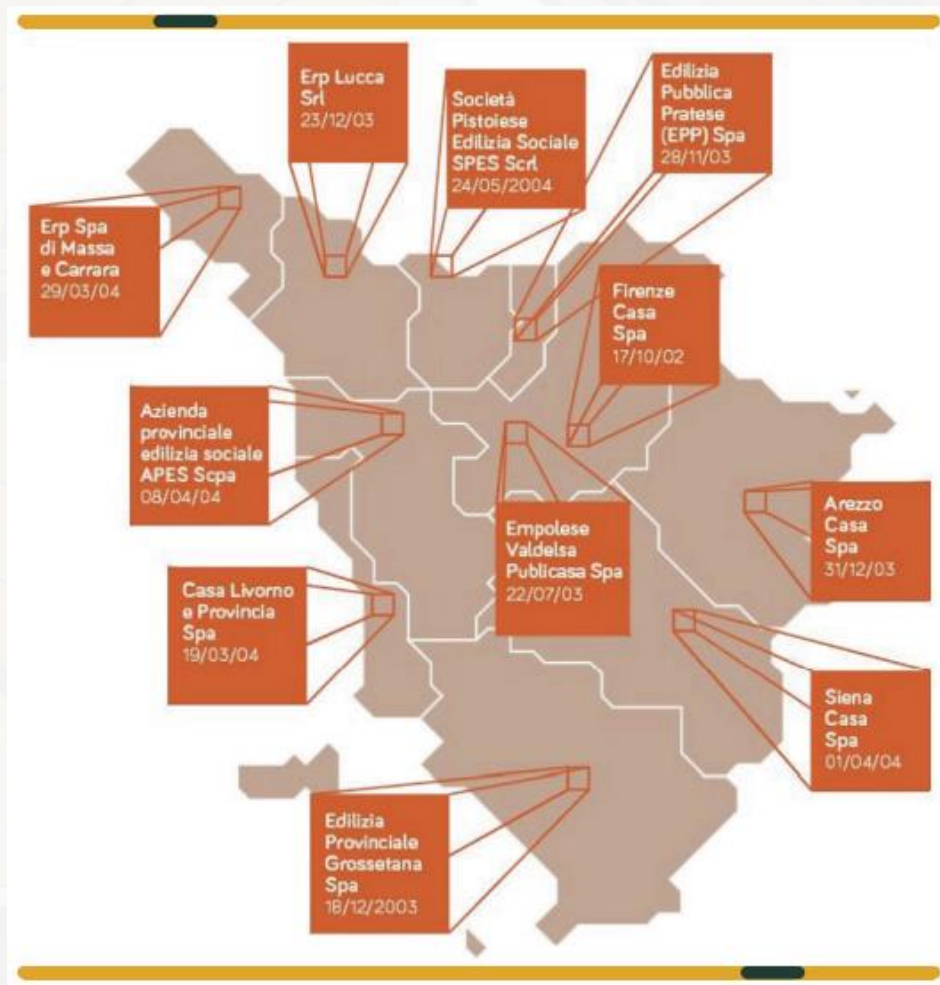 Erp Lucca
Srl
23/12/03
Società
Pistoiese
Edilizia Sociale
SPES Scrl
24/05/2004
Edilizia
Pubblica
Pratese
(EPP) Spa
28/11/03
Erp Spa
di Massa
e Carrara
29/03/04
Firenze
Casa
Spa
17/10/02
Azienda
provinciale
edilizia sociale
APES Scpa
08/04/04
Empolese
Valdelsa
Publicasa Spa
22/07/03
Arezzo
Casa
Spa
31/12/03
Casa Livorno
e Provincia
Spa
19/03/04
Siena
Casa
Spa
01/04/04
Edilizia
Provinciale
Grossetana
Spa
18/12/2003